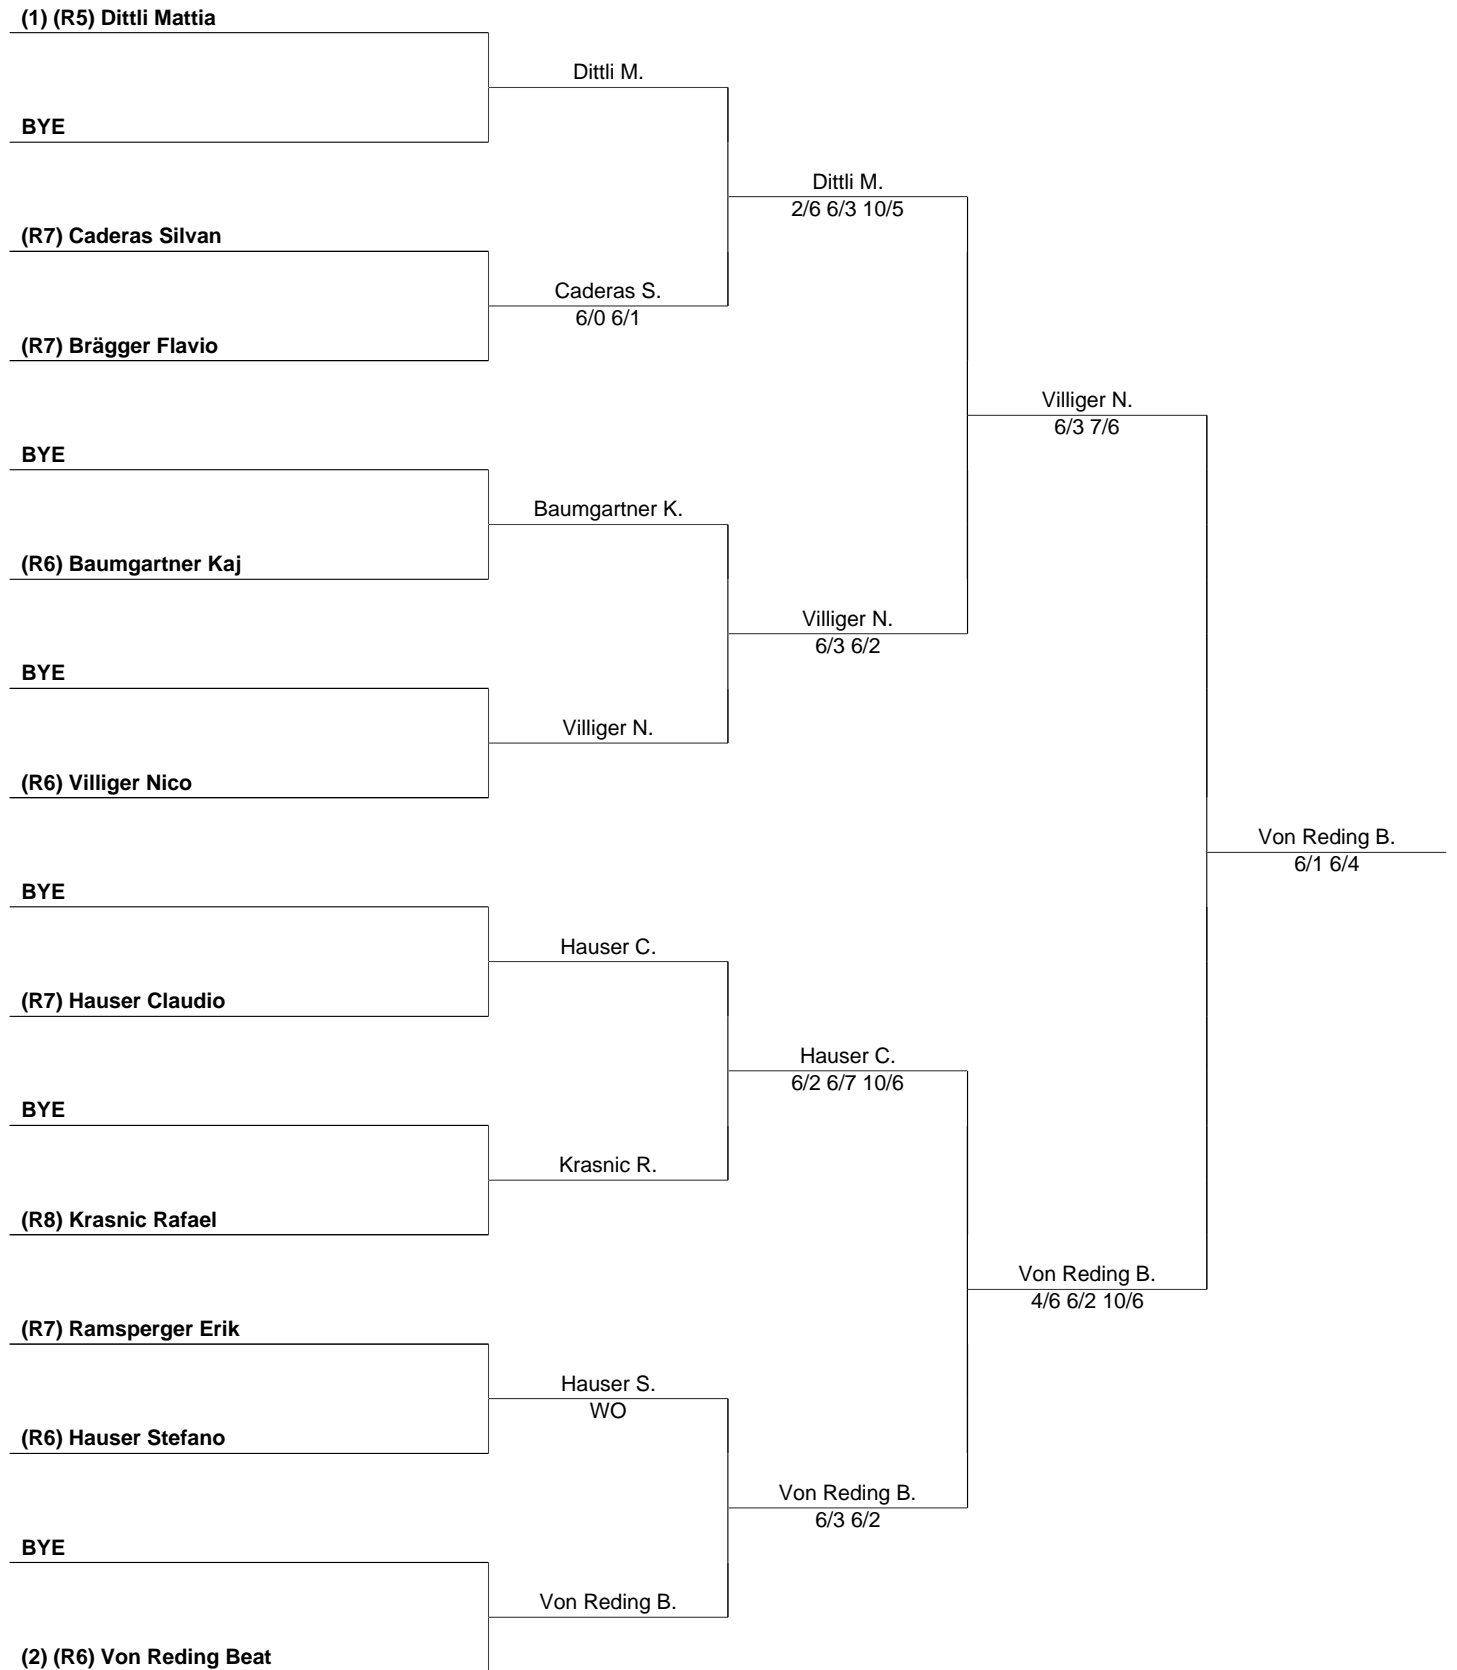 (1) (R5) Dittli Mattia
Dittli M.
BYE
Dittli M.
2/6 6/3 10/5
(R7) Caderas Silvan
Caderas S.
6/0 6/1
(R7) Brägger Flavio
Villiger N.
6/3 7/6
BYE
Baumgartner K.
(R6) Baumgartner Kaj
Villiger N.
6/3 6/2
BYE
Villiger N.
(R6) Villiger Nico
Von Reding B.
6/1 6/4
BYE
Hauser C.
(R7) Hauser Claudio
Hauser C.
6/2 6/7 10/6
BYE
Krasnic R.
(R8) Krasnic Rafael
Von Reding B.
4/6 6/2 10/6
(R7) Ramsperger Erik
Hauser S.
WO
(R6) Hauser Stefano
Von Reding B.
6/3 6/2
BYE
Von Reding B.
(2) (R6) Von Reding Beat